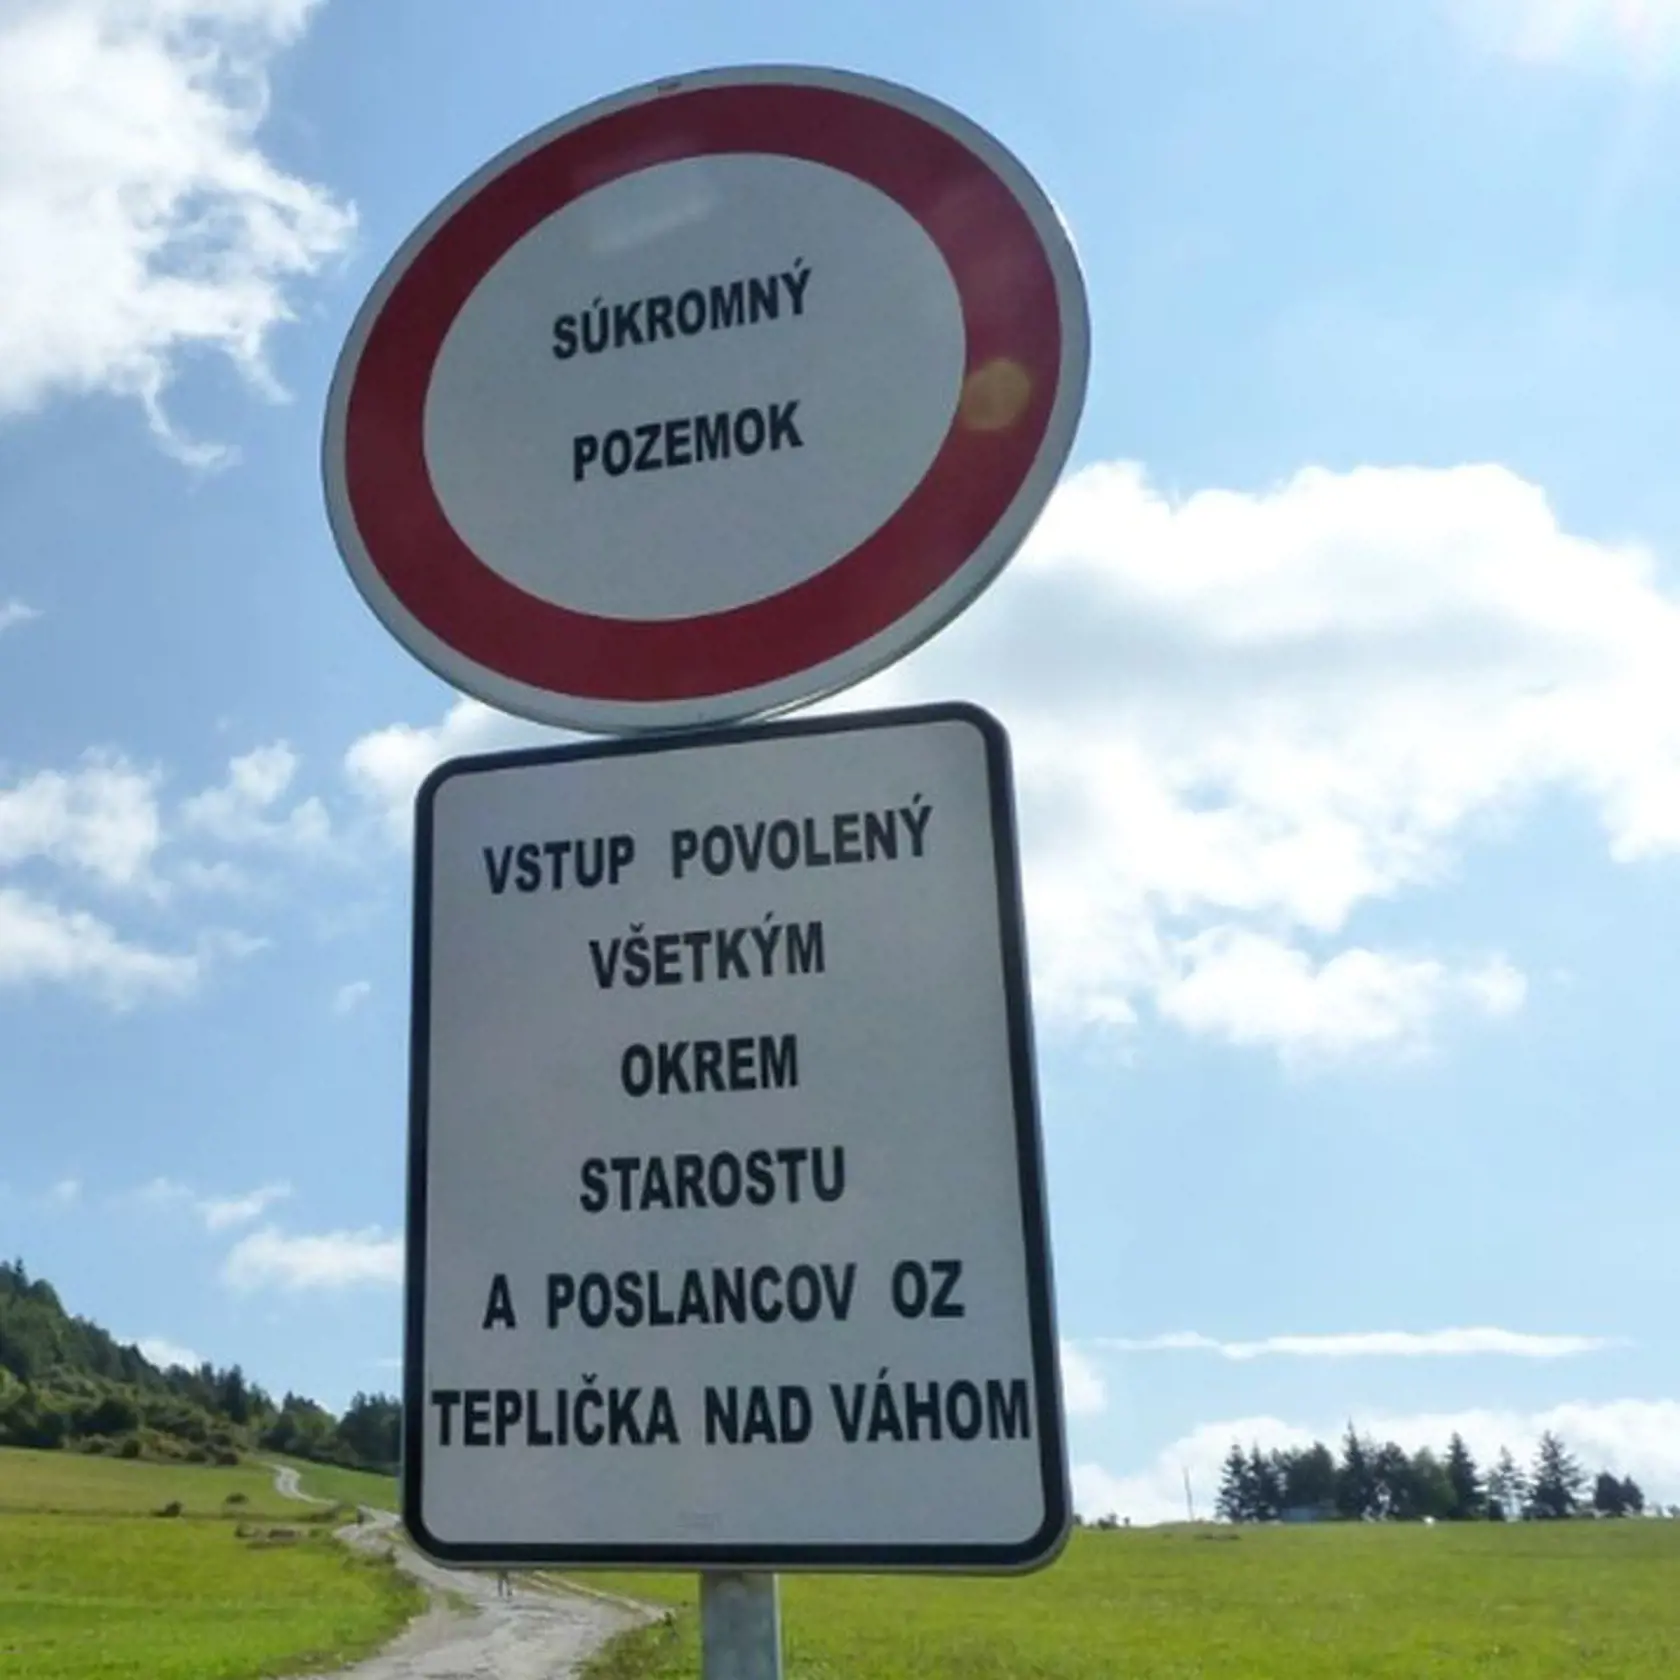 SÚKROMNÝ
POZEMOK
VSTUP POVOLENÝ
VŠETKÝM
OKREM
STAROSTU
A POSLANCOV OZ
TEPLIČKA NAD VÁHOM